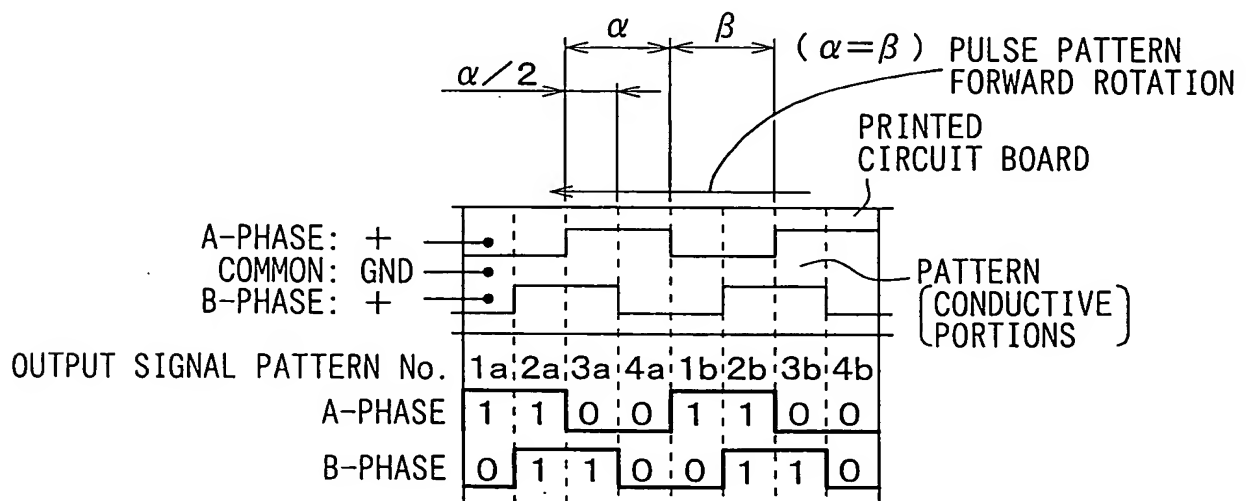 α
β
(α=β) PULSE PATTERN
FORWARD ROTATION
α/2
PRINTED
CIRCUIT BOARD
A-PHASE: +
COMMON: GND
B-PHASE: +
PATTERN
(CONDUCTIVE
PORTIONS)
OUTPUT SIGNAL PATTERN No. 1a 2a 3a 4a 1b 2b 3b 4b
A-PHASE 1 1 0 0 1 1 0 0
B-PHASE 0 1 1 0 0 1 1 0